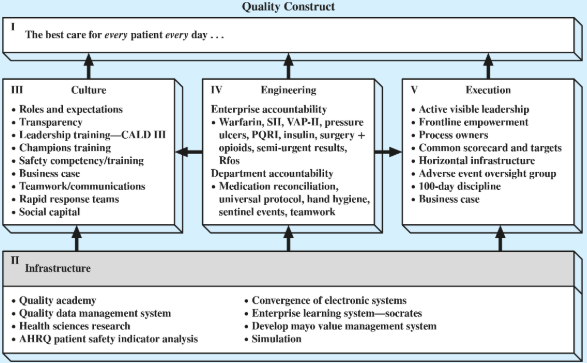 Quality Construct
I
The best care for every patient every day . . .
III Culture
• Roles and expectations
• Transparency
• Leadership training—CALD III
• Champions training
• Safety competency/training
• Business case
• Teamwork/communications
• Rapid response teams
• Social capital
IV Engineering
Enterprise accountability
• Warfarin, SII, VAP-II, pressure
ulcers, PQRI, insulin, surgery +
opioids, semi-urgent results,
Rfos
Department accountability
• Medication reconciliation,
universal protocol, hand hygiene,
sentinel events, teamwork
V Execution
• Active visible leadership
• Frontline empowerment
• Process owners
• Common scorecard and targets
• Horizontal infrastructure
• Adverse event oversight group
• 100-day discipline
• Business case
II
Infrastructure
• Quality academy
• Quality data management system
• Health sciences research
• AHRQ patient safety indicator analysis
• Convergence of electronic systems
• Enterprise learning system—socrates
• Develop mayo value management system
• Simulation